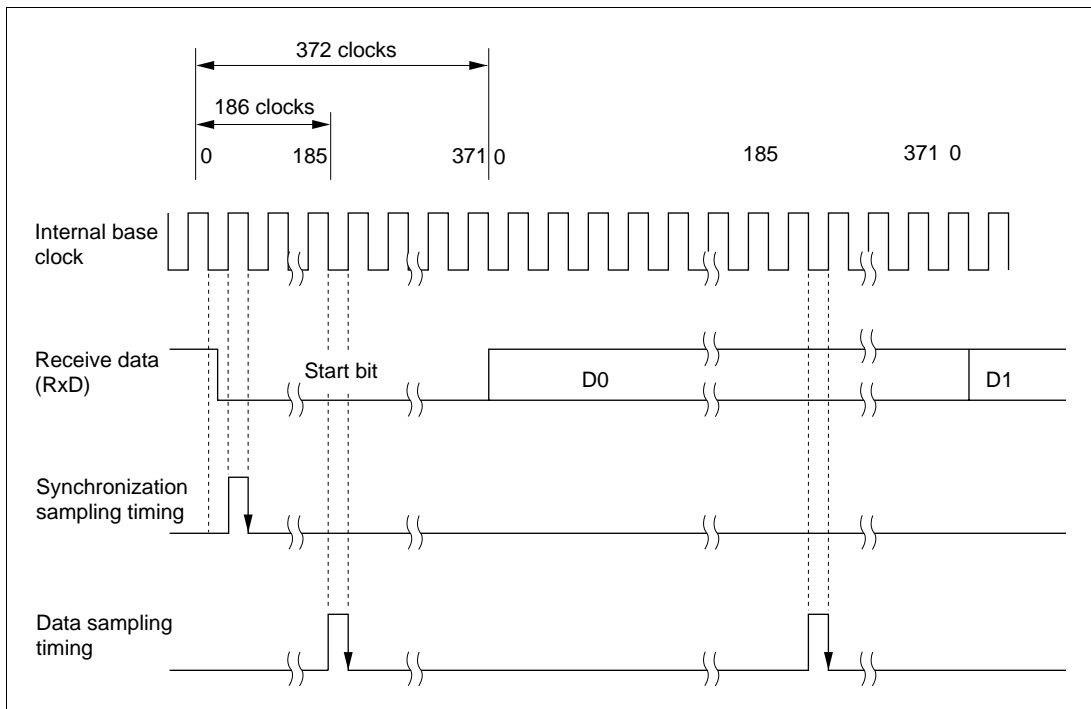 372 clocks
186 clocks
0 185 371 0 185 371 0
Internal base
clock
Receive data
(RxD)
Start bit
D0
D1
Synchronization
sampling timing
Data sampling
timing